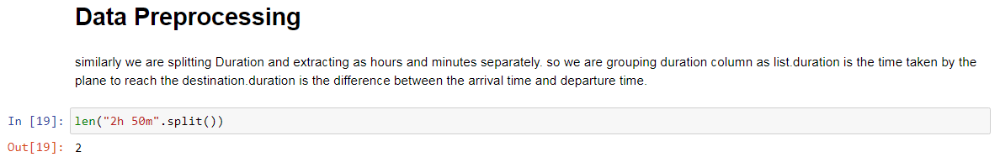 Data Preprocessing
similarly we are splitting Duration and extracting as hours and minutes separately. so we are grouping duration column as list.duration is the time taken by the
plane to reach the destination.duration is the difference between the arrival time and departure time.
In [19]: len("2h 50m".split())
Out[19]: 2